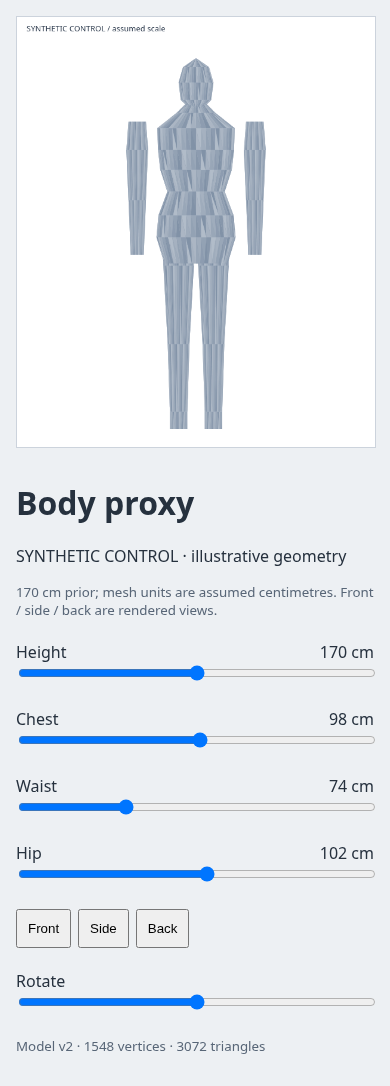 SYNTHETIC CONTROL / assumed scale
Body proxy
SYNTHETIC CONTROL · illustrative geometry
170 cm prior; mesh units are assumed centimetres. Front
/ side / back are rendered views.
Height 170 cm
Chest 98 cm
Waist 74 cm
Hip 102 cm
Front Side Back
Rotate
Model v2 · 1548 vertices · 3072 triangles